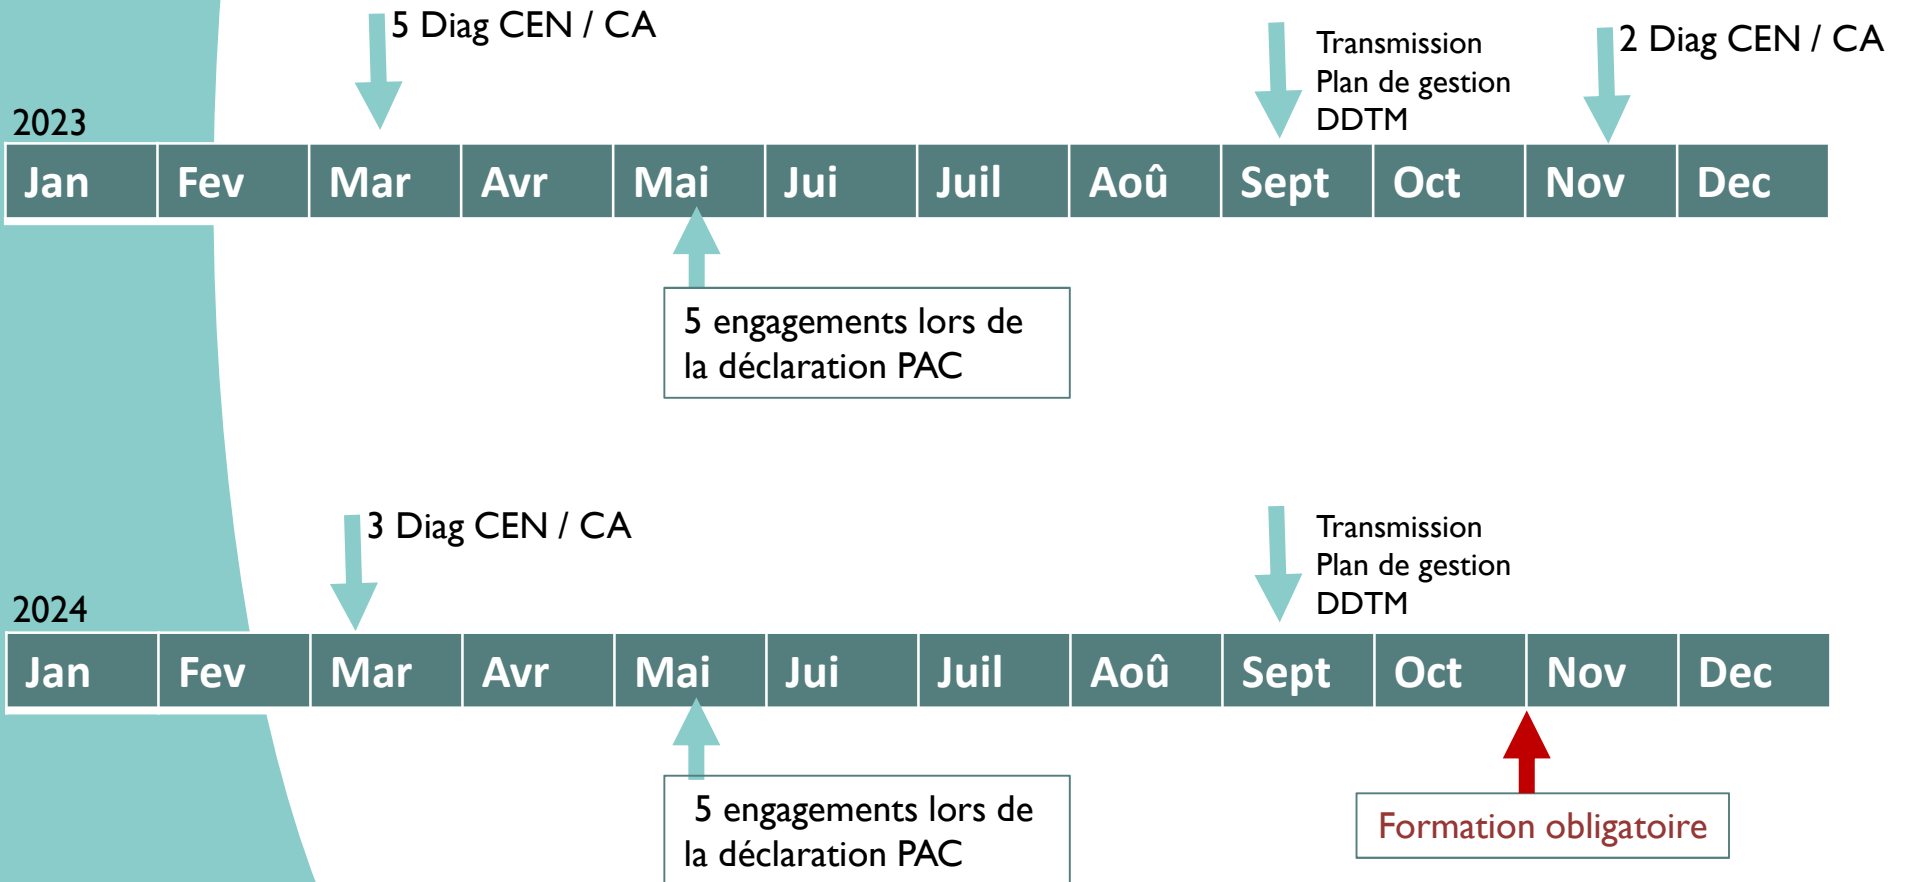 5 Diag CEN / CA
Transmission
Plan de gestion
DDTM
2 Diag CEN / CA
2023
Jan Fev Mar Avr Mai Jui Juil Aoû Sept Oct Nov Dec
5 engagements lors de
la déclaration PAC
3 Diag CEN / CA
Transmission
Plan de gestion
DDTM
2024
Jan Fev Mar Avr Mai Jui Juil Aoû Sept Oct Nov Dec
5 engagements lors de
la déclaration PAC
Formation obligatoire